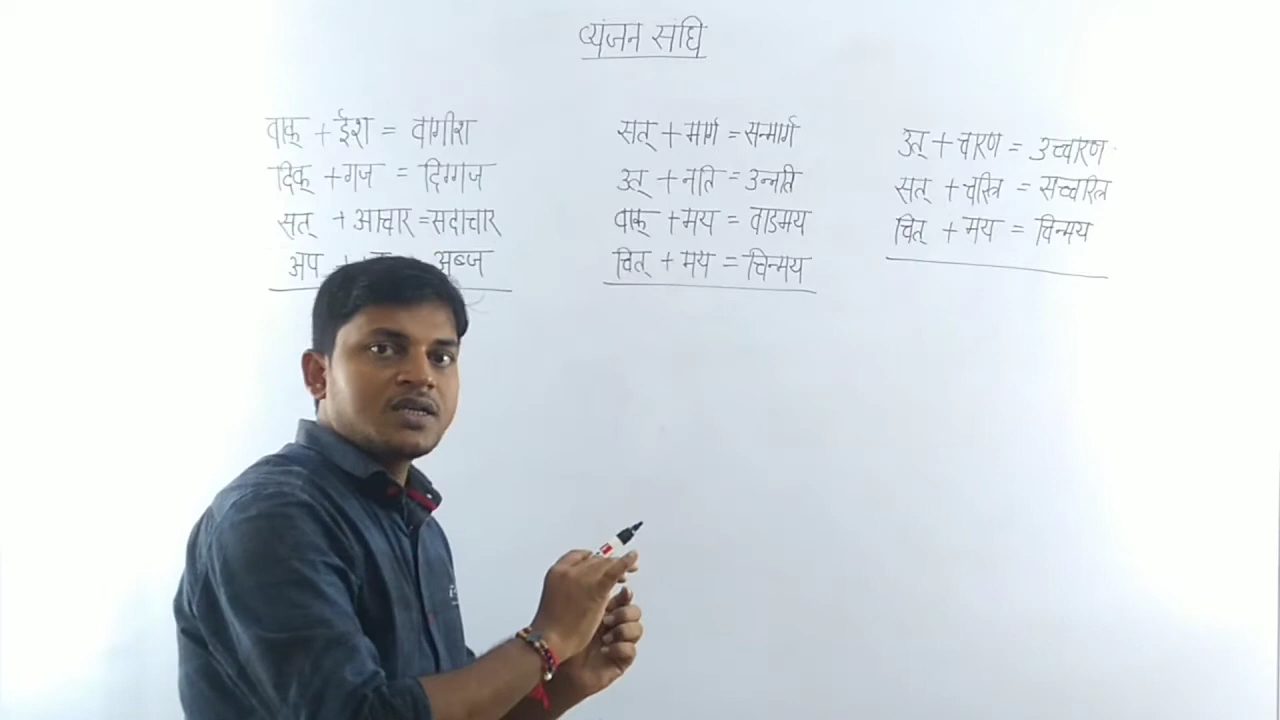 व्यंजन संधि
वाक् + ईश = वागीश
दिक् + गज = दिग्गज
सत् + आचार = सदाचार
अप + = अब्ज
सत् + मार्ग = सन्मार्ग
उत् + नति = उन्नति
वाक् + मय = वाङमय
चित् + मय = चिन्मय
उत् + चारण = उच्चारण
सत् + चरित्र = सच्चरित्र
चित् + मय = चिन्मय